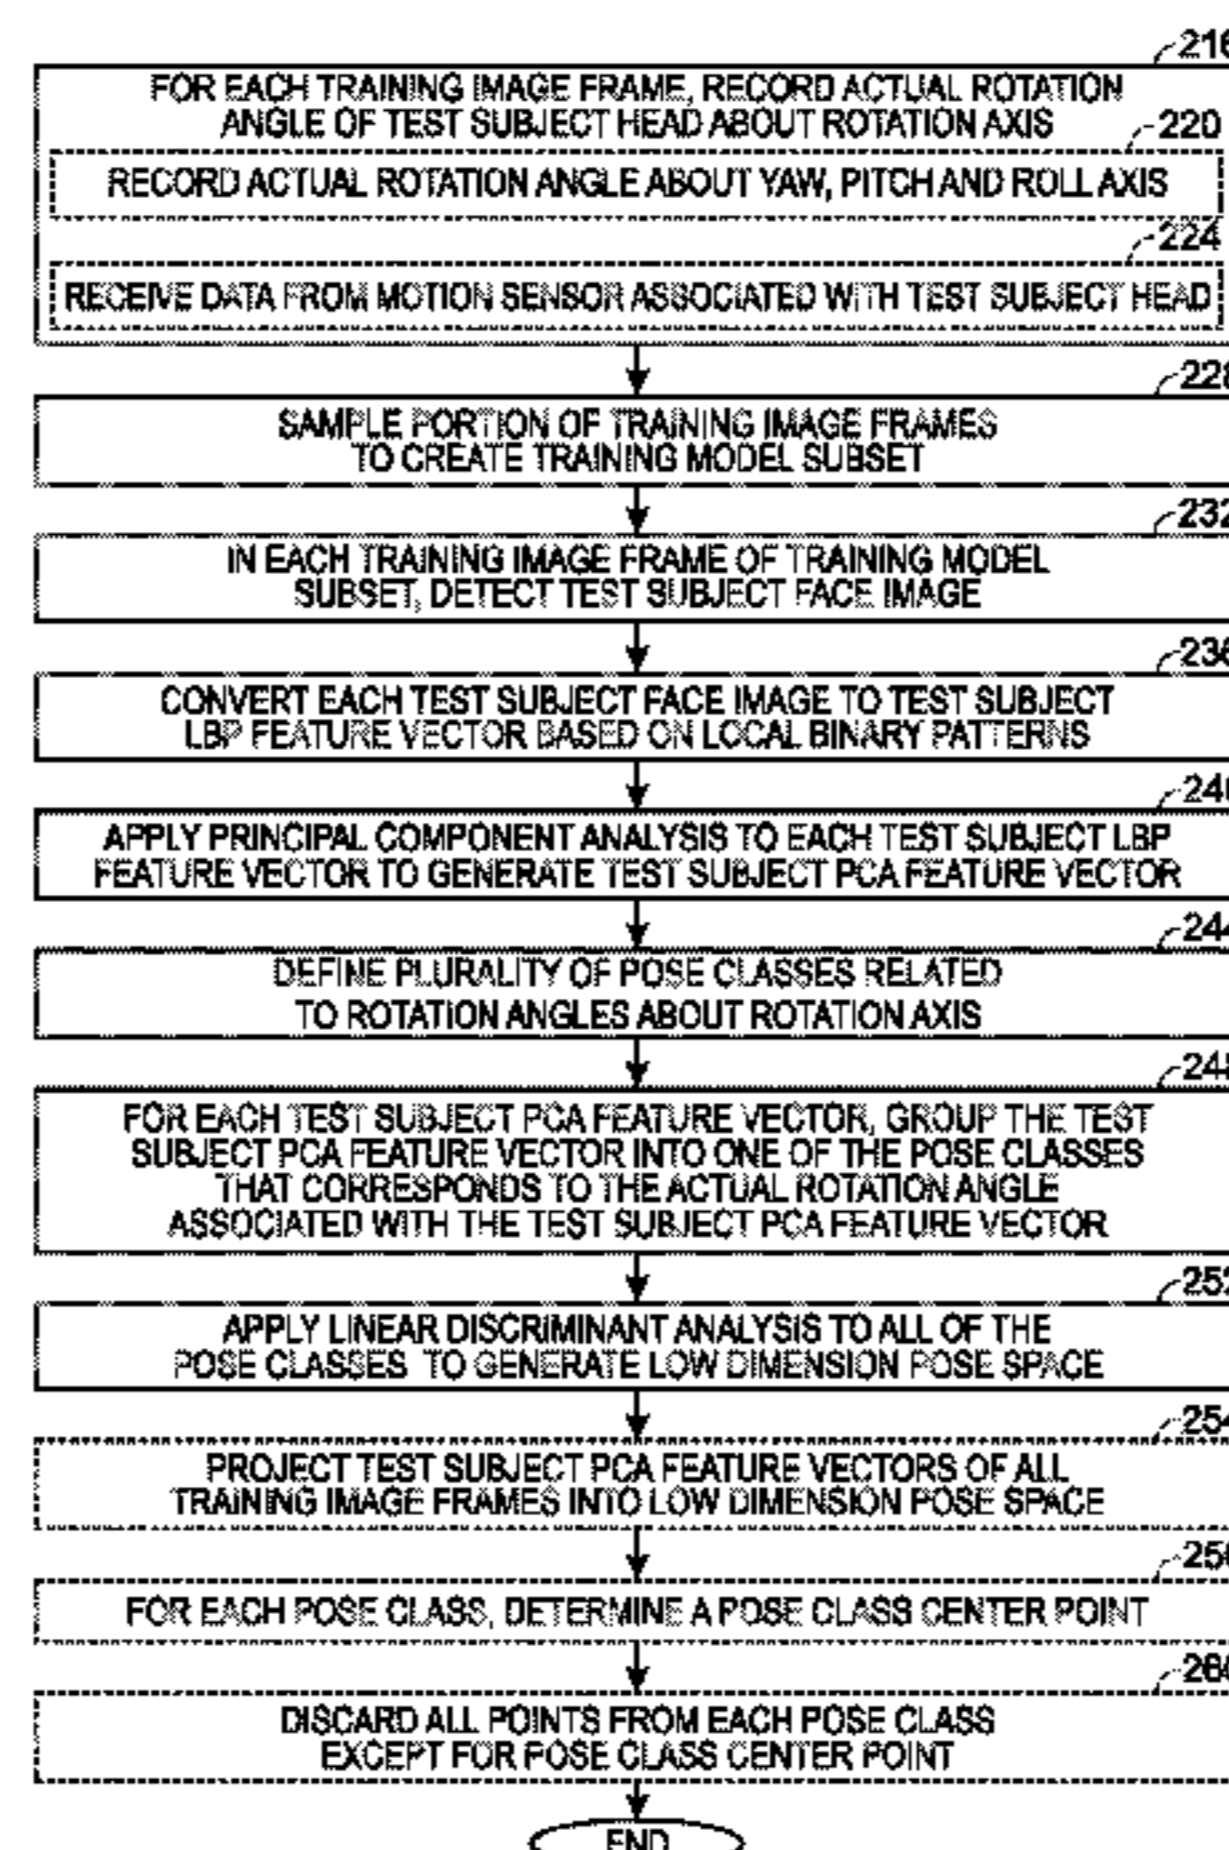 216
FOR EACH TRAINING IMAGE FRAME, RECORD ACTUAL ROTATION
ANGLE OF TEST SUBJECT HEAD ABOUT ROTATION AXIS
220
RECORD ACTUAL ROTATION ANGLE ABOUT YAW, PITCH AND ROLL AXIS
224
RECEIVE DATA FROM MOTION SENSOR ASSOCIATED WITH TEST SUBJECT HEAD
228
SAMPLE PORTION OF TRAINING IMAGE FRAMES
TO CREATE TRAINING MODEL SUBSET
232
IN EACH TRAINING IMAGE FRAME OF TRAINING MODEL
SUBSET, DETECT TEST SUBJECT FACE IMAGE
236
CONVERT EACH TEST SUBJECT FACE IMAGE TO TEST SUBJECT
LBP FEATURE VECTOR BASED ON LOCAL BINARY PATTERNS
240
APPLY PRINCIPAL COMPONENT ANALYSIS TO EACH TEST SUBJECT LBP
FEATURE VECTOR TO GENERATE TEST SUBJECT PCA FEATURE VECTOR
244
DEFINE PLURALITY OF POSE CLASSES RELATED
TO ROTATION ANGLES ABOUT ROTATION AXIS
248
FOR EACH TEST SUBJECT PCA FEATURE VECTOR, GROUP THE TEST
SUBJECT PCA FEATURE VECTOR INTO ONE OF THE POSE CLASSES
THAT CORRESPONDS TO THE ACTUAL ROTATION ANGLE
ASSOCIATED WITH THE TEST SUBJECT PCA FEATURE VECTOR
252
APPLY LINEAR DISCRIMINANT ANALYSIS TO ALL OF THE
POSE CLASSES TO GENERATE LOW DIMENSION POSE SPACE
254
PROJECT TEST SUBJECT PCA FEATURE VECTORS OF ALL
TRAINING IMAGE FRAMES INTO LOW DIMENSION POSE SPACE
256
FOR EACH POSE CLASS, DETERMINE A POSE CLASS CENTER POINT
260
DISCARD ALL POINTS FROM EACH POSE CLASS
EXCEPT FOR POSE CLASS CENTER POINT
END